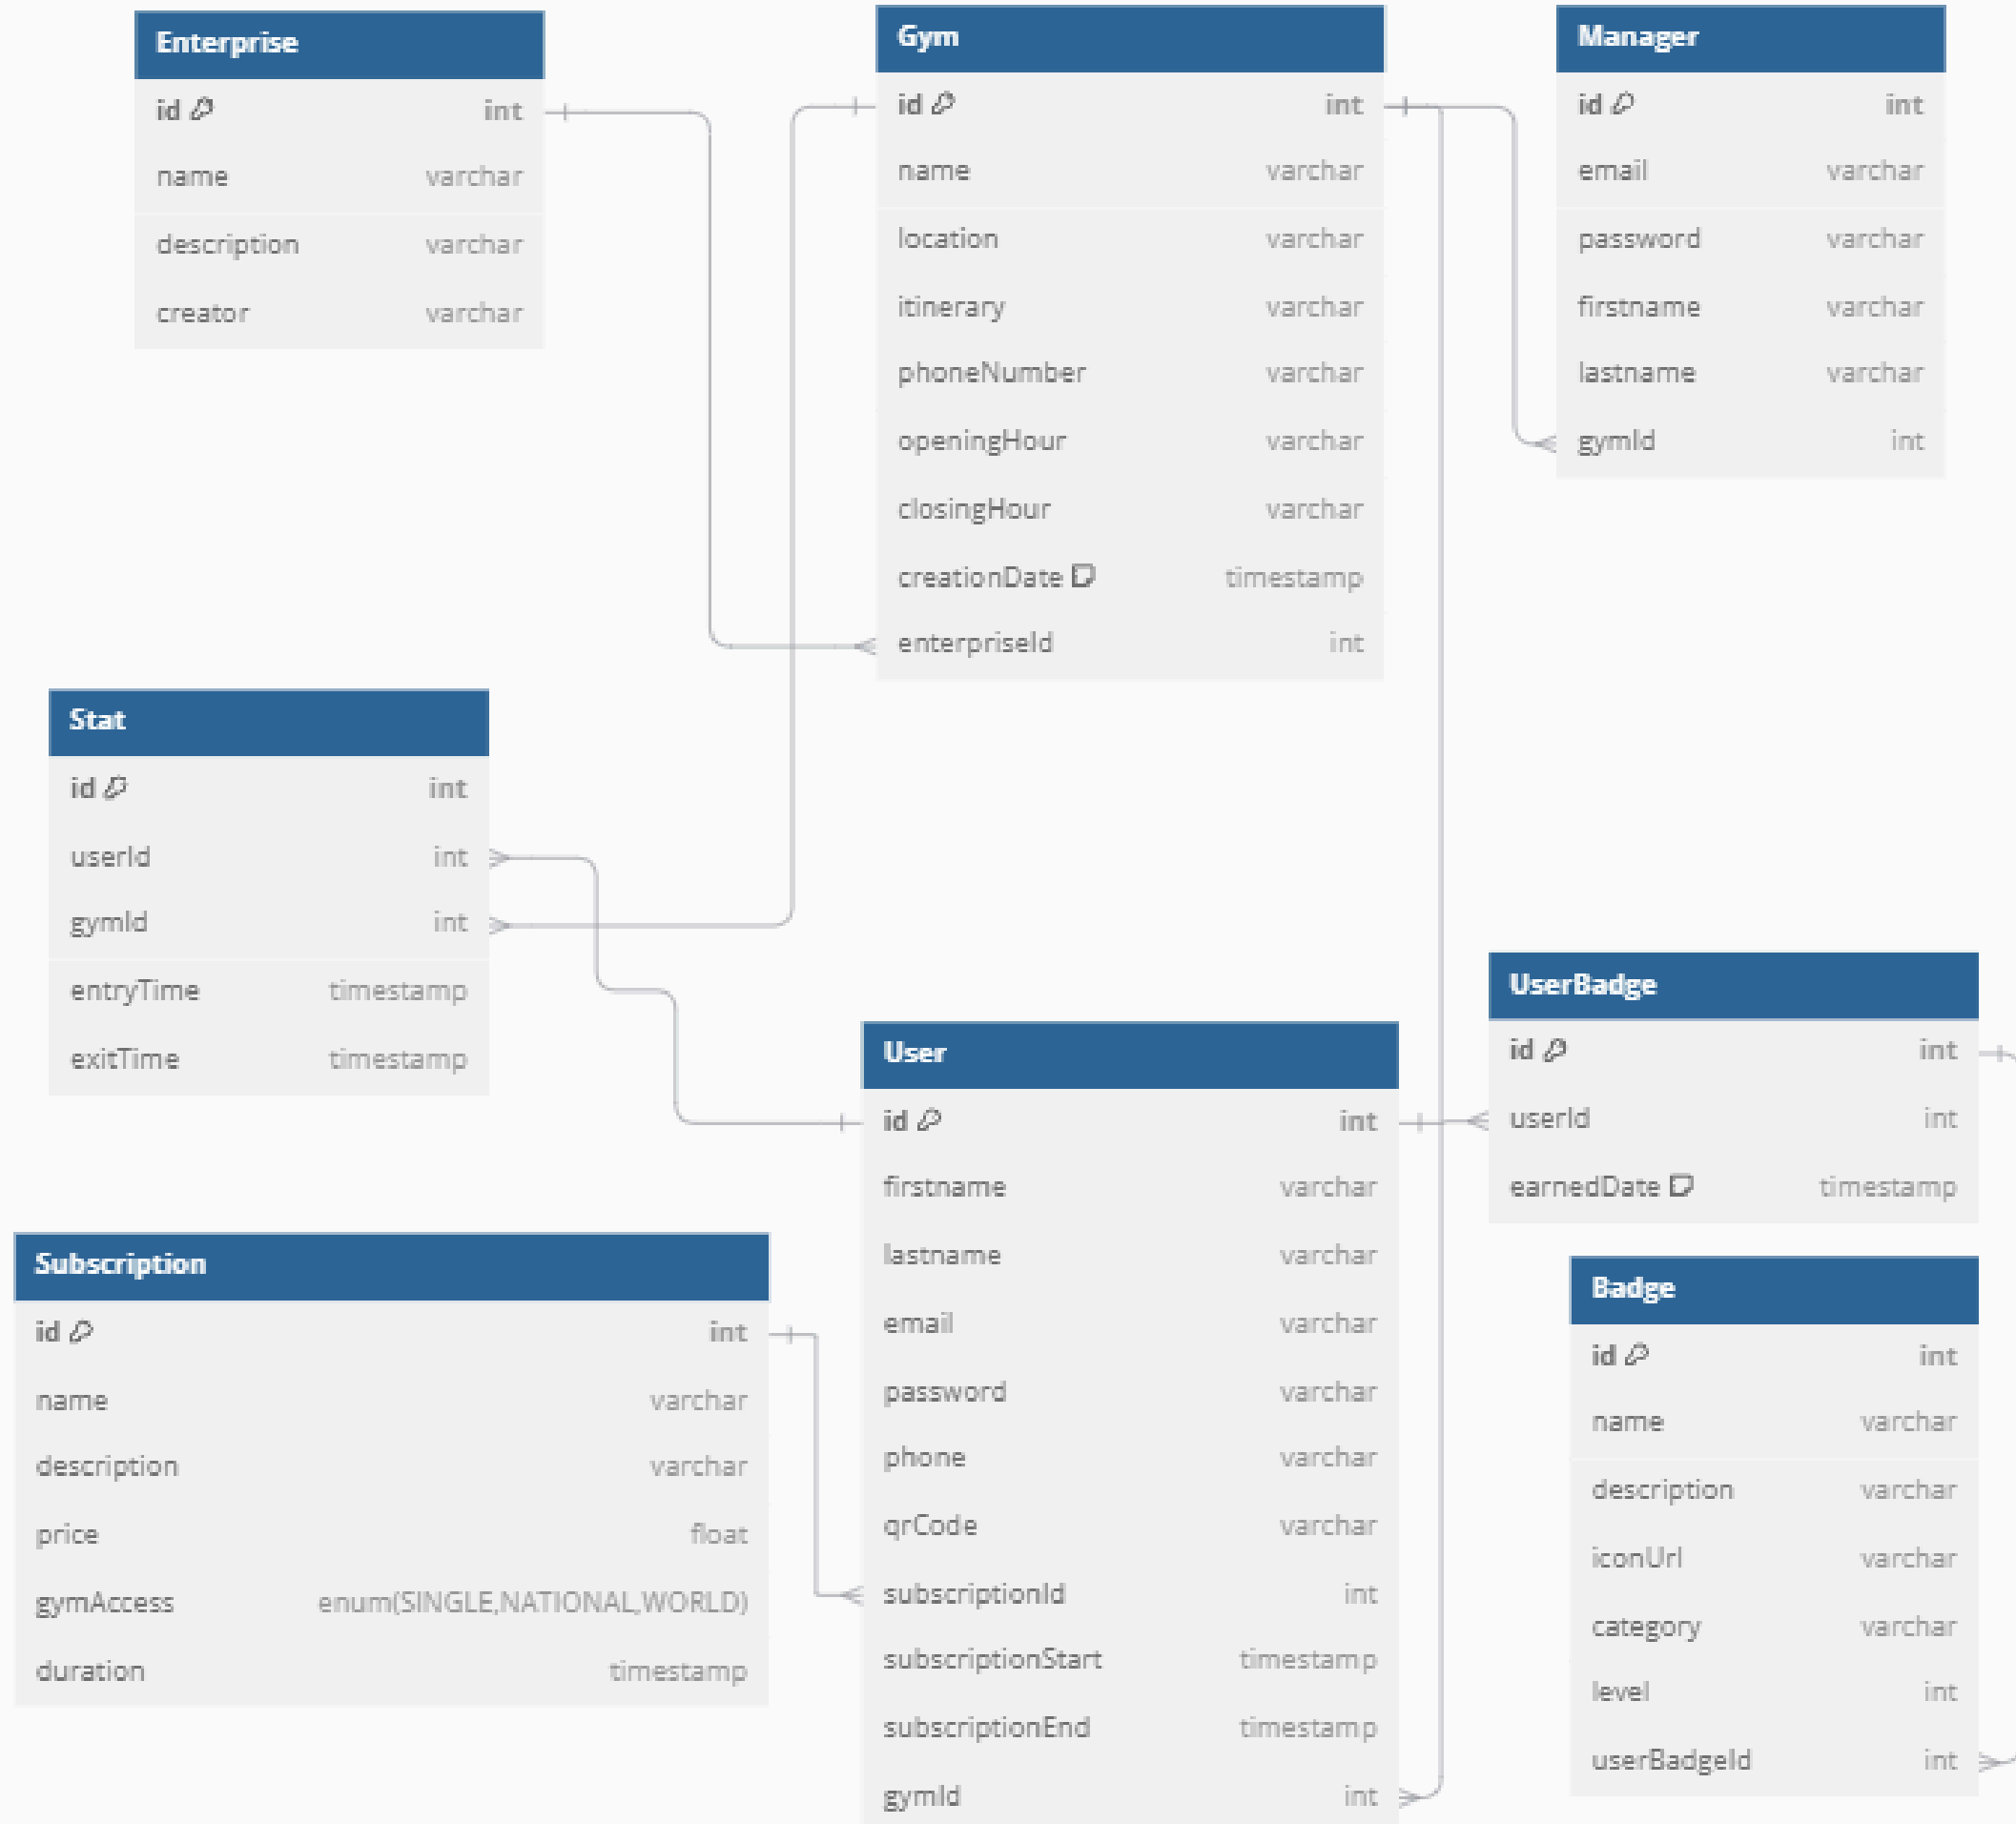 Enterprise
id int
name varchar
description varchar
creator varchar
Gym
id int
name varchar
location varchar
itinerary varchar
phoneNumber varchar
openingHour varchar
closingHour varchar
creationDate timestamp
enterpriseId int
Manager
id int
email varchar
password varchar
firstname varchar
lastname varchar
gymId int
Stat
id int
userId int
gymId int
entryTime timestamp
exitTime timestamp
User
id int
firstname varchar
lastname varchar
email varchar
password varchar
phone varchar
qrCode varchar
subscriptionId int
subscriptionStart timestamp
subscriptionEnd timestamp
gymId int
UserBadge
id int
userId int
earnedDate timestamp
Subscription
id int
name varchar
description varchar
price float
gymAccess enum(SINGLE,NATIONAL,WORLD)
duration timestamp
Badge
id int
name varchar
description varchar
iconUrl varchar
category varchar
level int
userBadgeId int